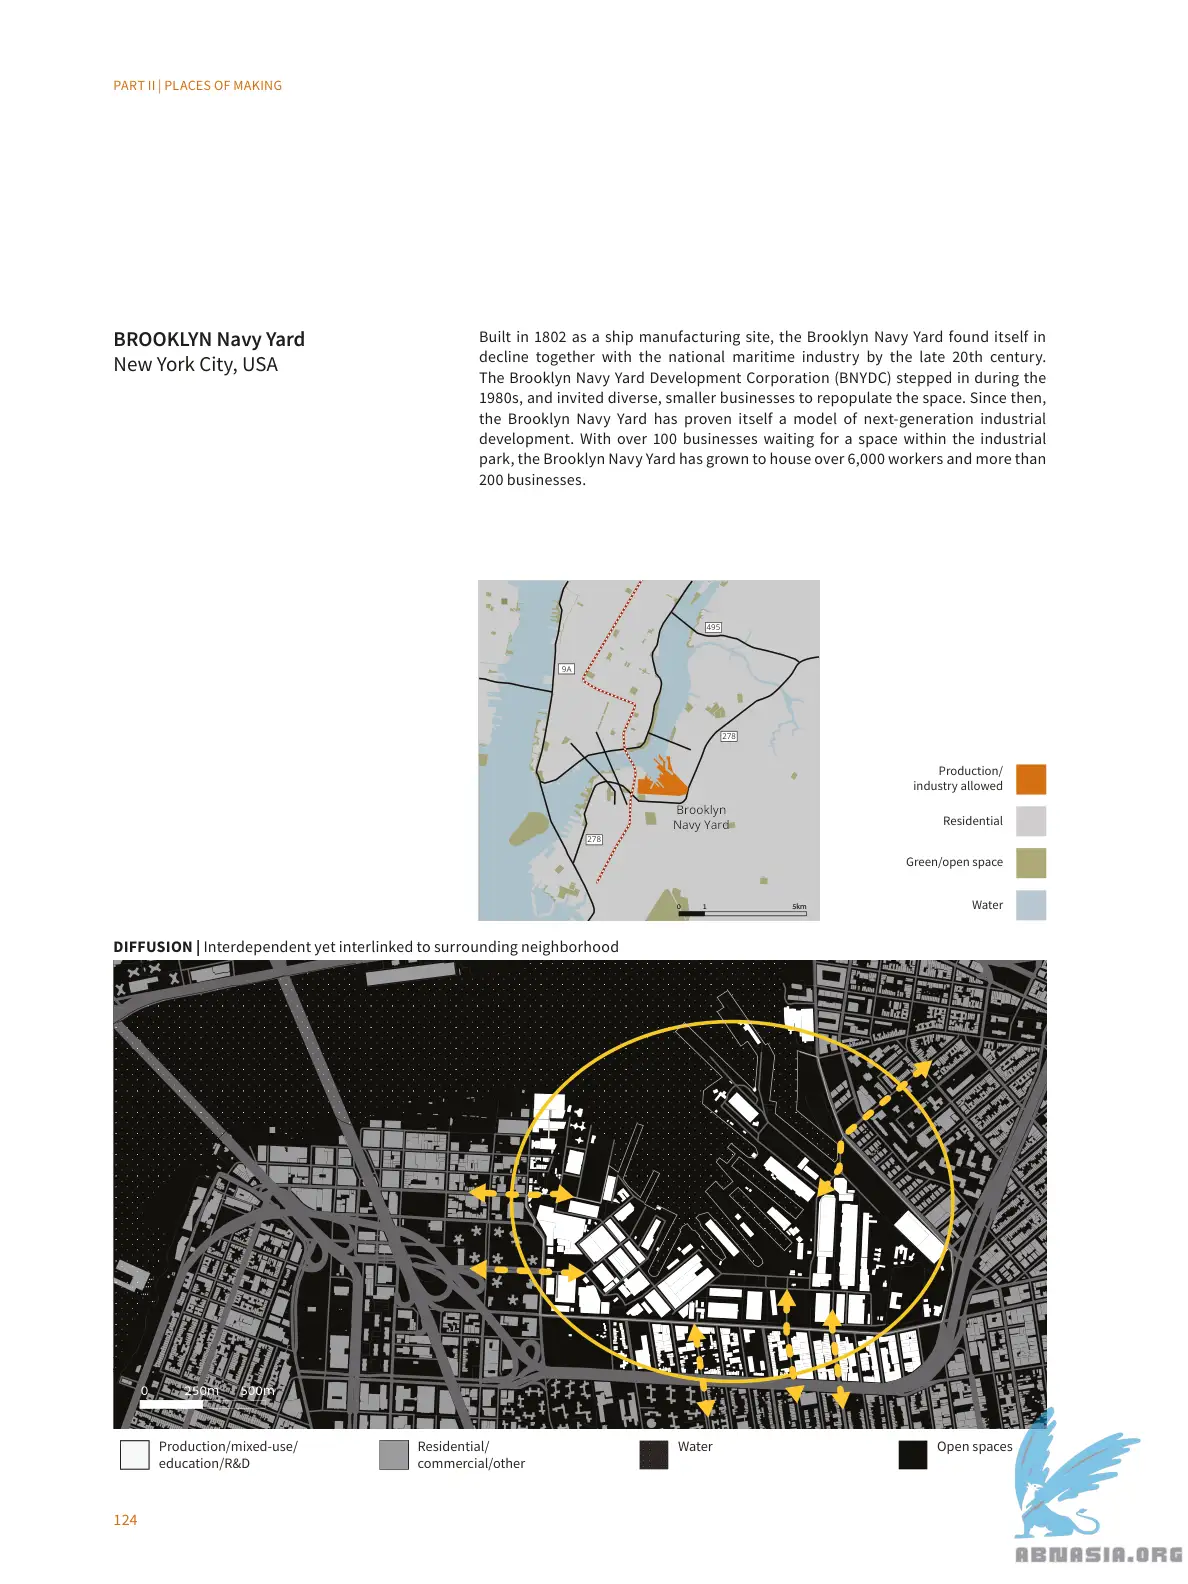 PART II | PLACES OF MAKING
BROOKLYN Navy Yard
New York City, USA
Built in 1802 as a ship manufacturing site, the Brooklyn Navy Yard found itself in
decline together with the national maritime industry by the late 20th century.
The Brooklyn Navy Yard Development Corporation (BNYDC) stepped in during the
1980s, and invited diverse, smaller businesses to repopulate the space. Since then,
the Brooklyn Navy Yard has proven itself a model of next-generation industrial
development. With over 100 businesses waiting for a space within the industrial
park, the Brooklyn Navy Yard has grown to house over 6,000 workers and more than
200 businesses.
495
9A
278
Brooklyn
Navy Yard
278
0 1 5km
Production/
industry allowed
Residential
Green/open space
Water
DIFFUSION | Interdependent yet interlinked to surrounding neighborhood
0 250m 500m
Production/mixed-use/
education/R&D
Residential/
commercial/other
Water
Open spaces
124
ABNASIA.ORG